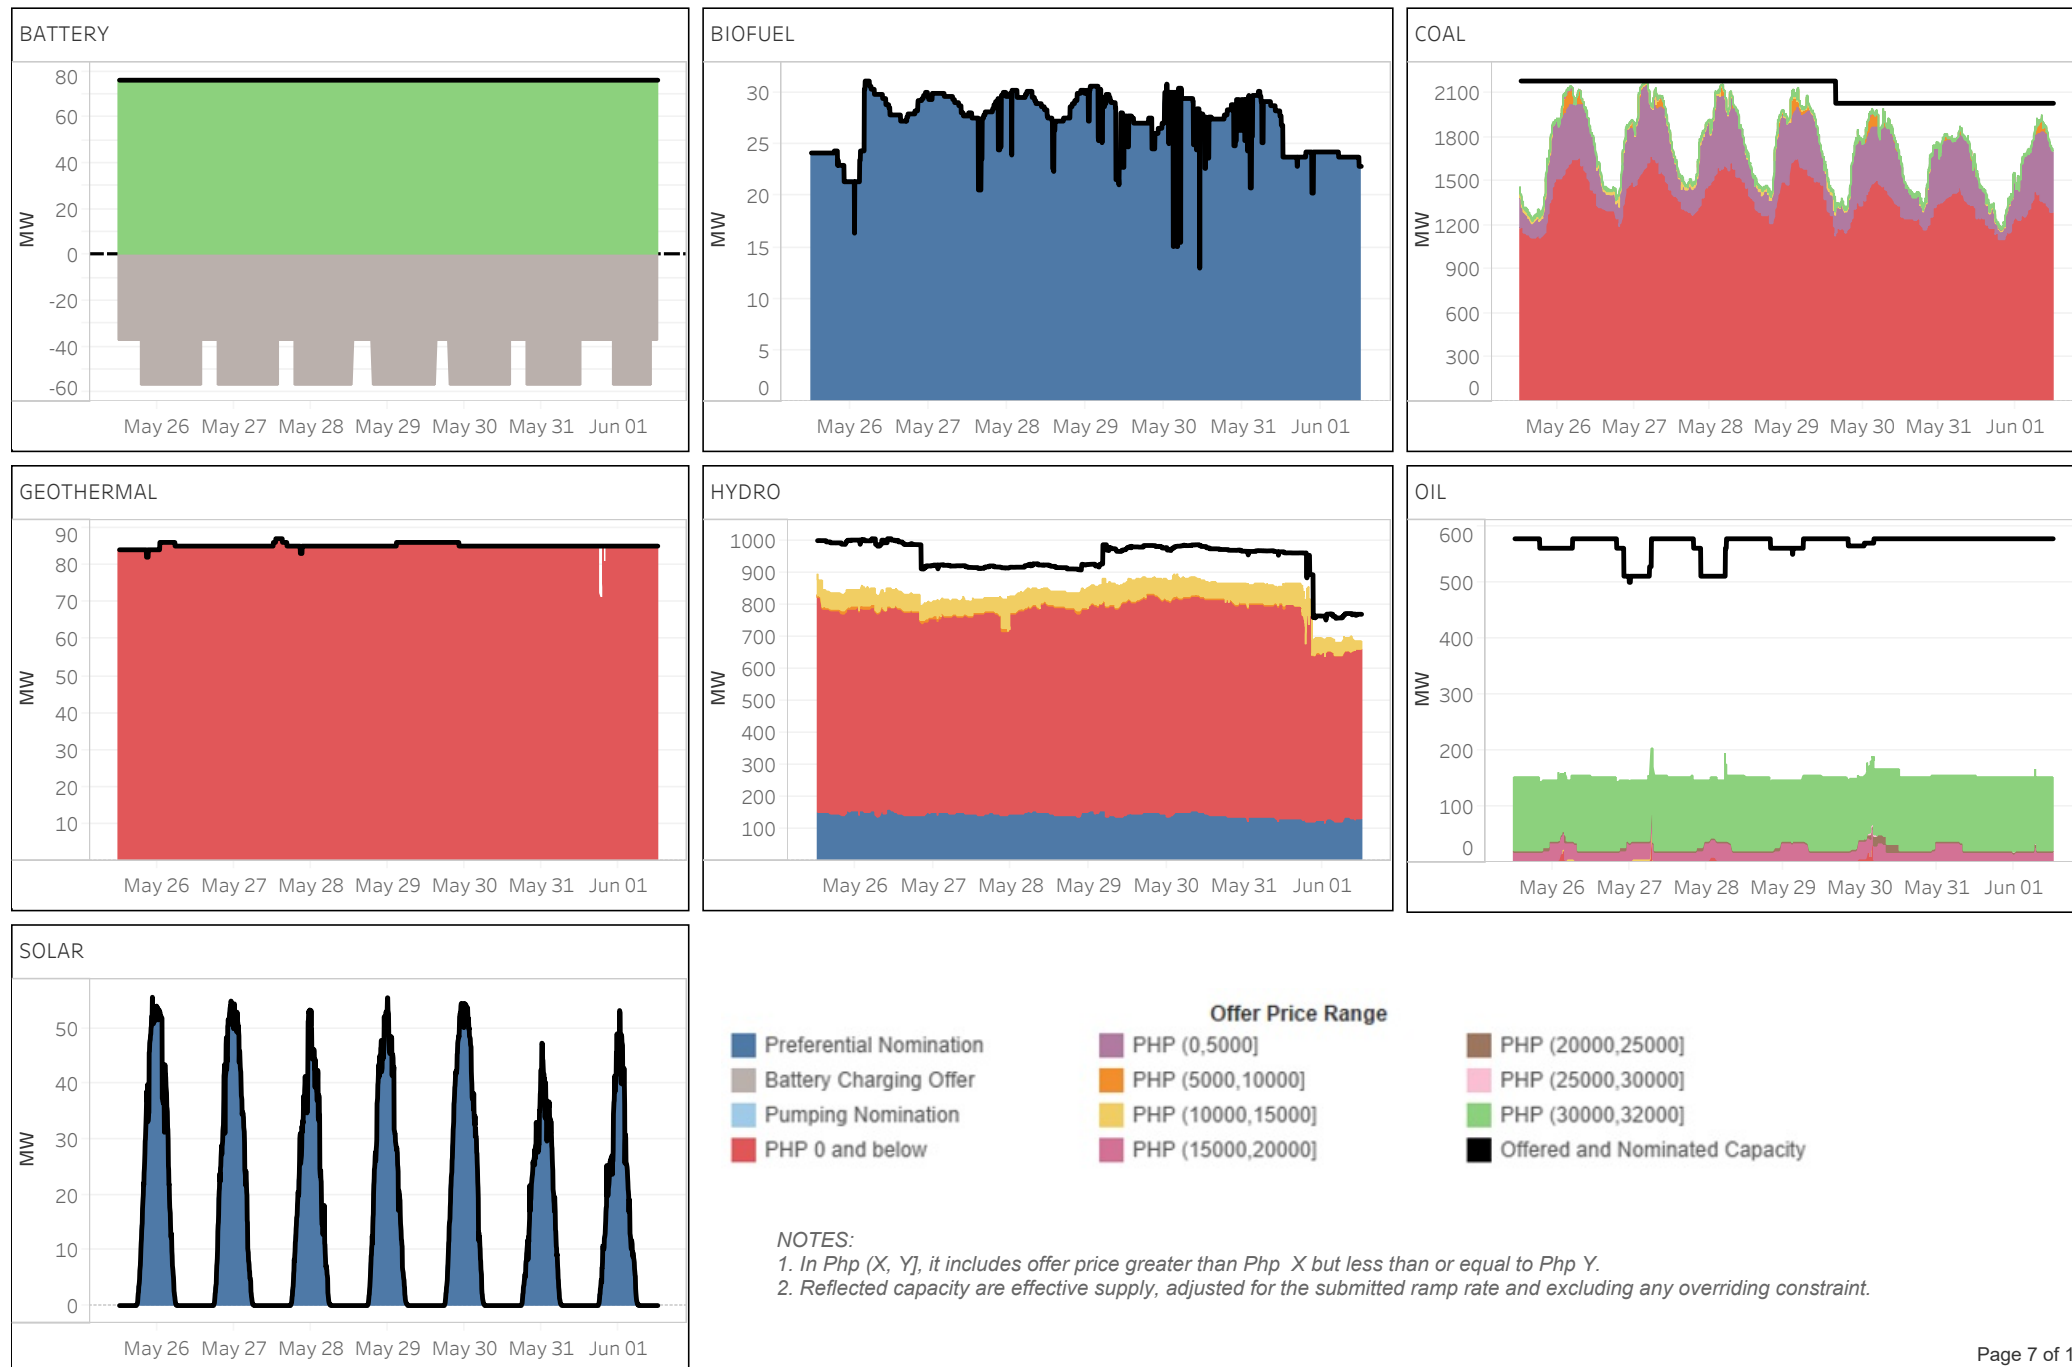 BATTERY
80
60
40
20
0
-20
-40
-60
MW
May 26 May 27 May 28 May 29 May 30 May 31 Jun 01
BIOFUEL
30
25
20
15
10
5
0
MW
May 26 May 27 May 28 May 29 May 30 May 31 Jun 01
COAL
2100
1800
1500
1200
900
600
300
0
MW
May 26 May 27 May 28 May 29 May 30 May 31 Jun 01
GEOTHERMAL
90
80
70
60
50
40
30
20
10
MW
May 26 May 27 May 28 May 29 May 30 May 31 Jun 01
HYDRO
1000
900
800
700
600
500
400
300
200
100
MW
May 26 May 27 May 28 May 29 May 30 May 31 Jun 01
OIL
600
500
400
300
200
100
0
MW
May 26 May 27 May 28 May 29 May 30 May 31 Jun 01
SOLAR
50
40
30
20
10
0
MW
May 26 May 27 May 28 May 29 May 30 May 31 Jun 01
Offer Price Range
Preferential Nomination
Battery Charging Offer
Pumping Nomination
PHP 0 and below
PHP (0,5000]
PHP (5000,10000]
PHP (10000,15000]
PHP (15000,20000]
PHP (20000,25000]
PHP (25000,30000]
PHP (30000,32000]
Offered and Nominated Capacity
NOTES:
1. In Php (X, Y], it includes offer price greater than Php X but less than or equal to Php Y.
2. Reflected capacity are effective supply, adjusted for the submitted ramp rate and excluding any overriding constraint.
Page 7 of 1